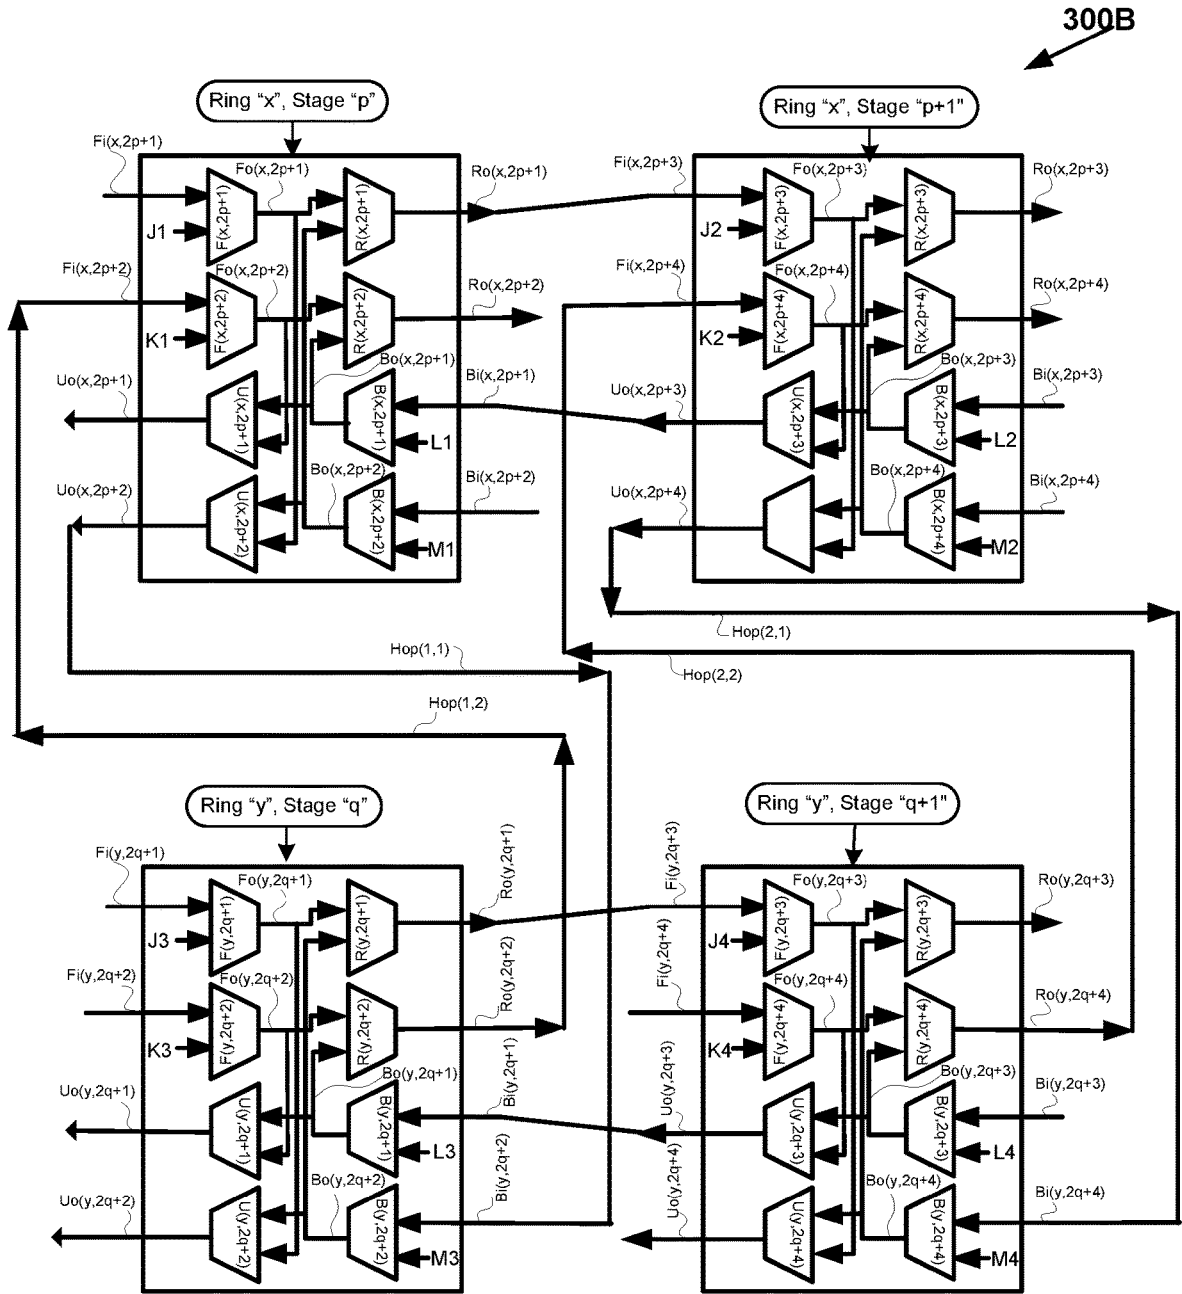 300B
Ring "x", Stage "p"
Ring "x", Stage "p+1"
Fi(x,2p+1)
Fo(x,2p+1)
Ro(x,2p+1)
F(x,2p+1)
R(x,2p+1)
J1
Fi(x,2p+2)
Fo(x,2p+2)
Ro(x,2p+2)
F(x,2p+2)
R(x,2p+2)
K1
Uo(x,2p+1)
Bo(x,2p+1)
Bi(x,2p+1)
U(x,2p+1)
B(x,2p+1)
L1
Uo(x,2p+2)
Bo(x,2p+2)
Bi(x,2p+2)
U(x,2p+2)
B(x,2p+2)
M1
Fi(x,2p+3)
Fo(x,2p+3)
Ro(x,2p+3)
F(x,2p+3)
R(x,2p+3)
J2
Fi(x,2p+4)
Fo(x,2p+4)
Ro(x,2p+4)
F(x,2p+4)
R(x,2p+4)
K2
Uo(x,2p+3)
Bo(x,2p+3)
Bi(x,2p+3)
U(x,2p+3)
B(x,2p+3)
L2
Uo(x,2p+4)
Bo(x,2p+4)
Bi(x,2p+4)
B(x,2p+4)
M2
Hop(2,1)
Hop(1,1)
Hop(2,2)
Hop(1,2)
Ring "y", Stage "q"
Ring "y", Stage "q+1"
Fi(y,2q+1)
Fo(y,2q+1)
Ro(y,2q+1)
F(y,2q+1)
R(y,2q+1)
J3
Fi(y,2q+2)
Fo(y,2q+2)
Ro(y,2q+2)
F(y,2q+2)
R(y,2q+2)
K3
Uo(y,2q+1)
Bo(y,2q+1)
Bi(y,2q+1)
U(y,2q+1)
B(y,2q+1)
L3
Uo(y,2q+2)
Bo(y,2q+2)
Bi(y,2q+2)
U(y,2q+2)
B(y,2q+2)
M3
Fi(y,2q+3)
Fo(y,2q+3)
Ro(y,2q+3)
F(y,2q+3)
R(y,2q+3)
J4
Fi(y,2q+4)
Fo(y,2q+4)
Ro(y,2q+4)
F(y,2q+4)
R(y,2q+4)
K4
Uo(y,2q+3)
Bo(y,2q+3)
Bi(y,2q+3)
U(y,2q+3)
B(y,2q+3)
L4
Uo(y,2q+4)
Bo(y,2q+4)
Bi(y,2q+4)
U(y,2q+4)
B(y,2q+4)
M4